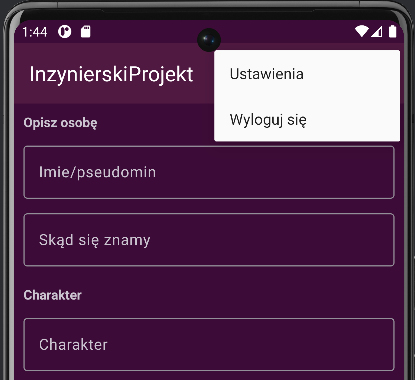 1:44
InzynierskiProjekt
Ustawienia
Wyloguj się
Opisz osobę
Imie/pseudomin
Skąd się znamy
Charakter
Charakter